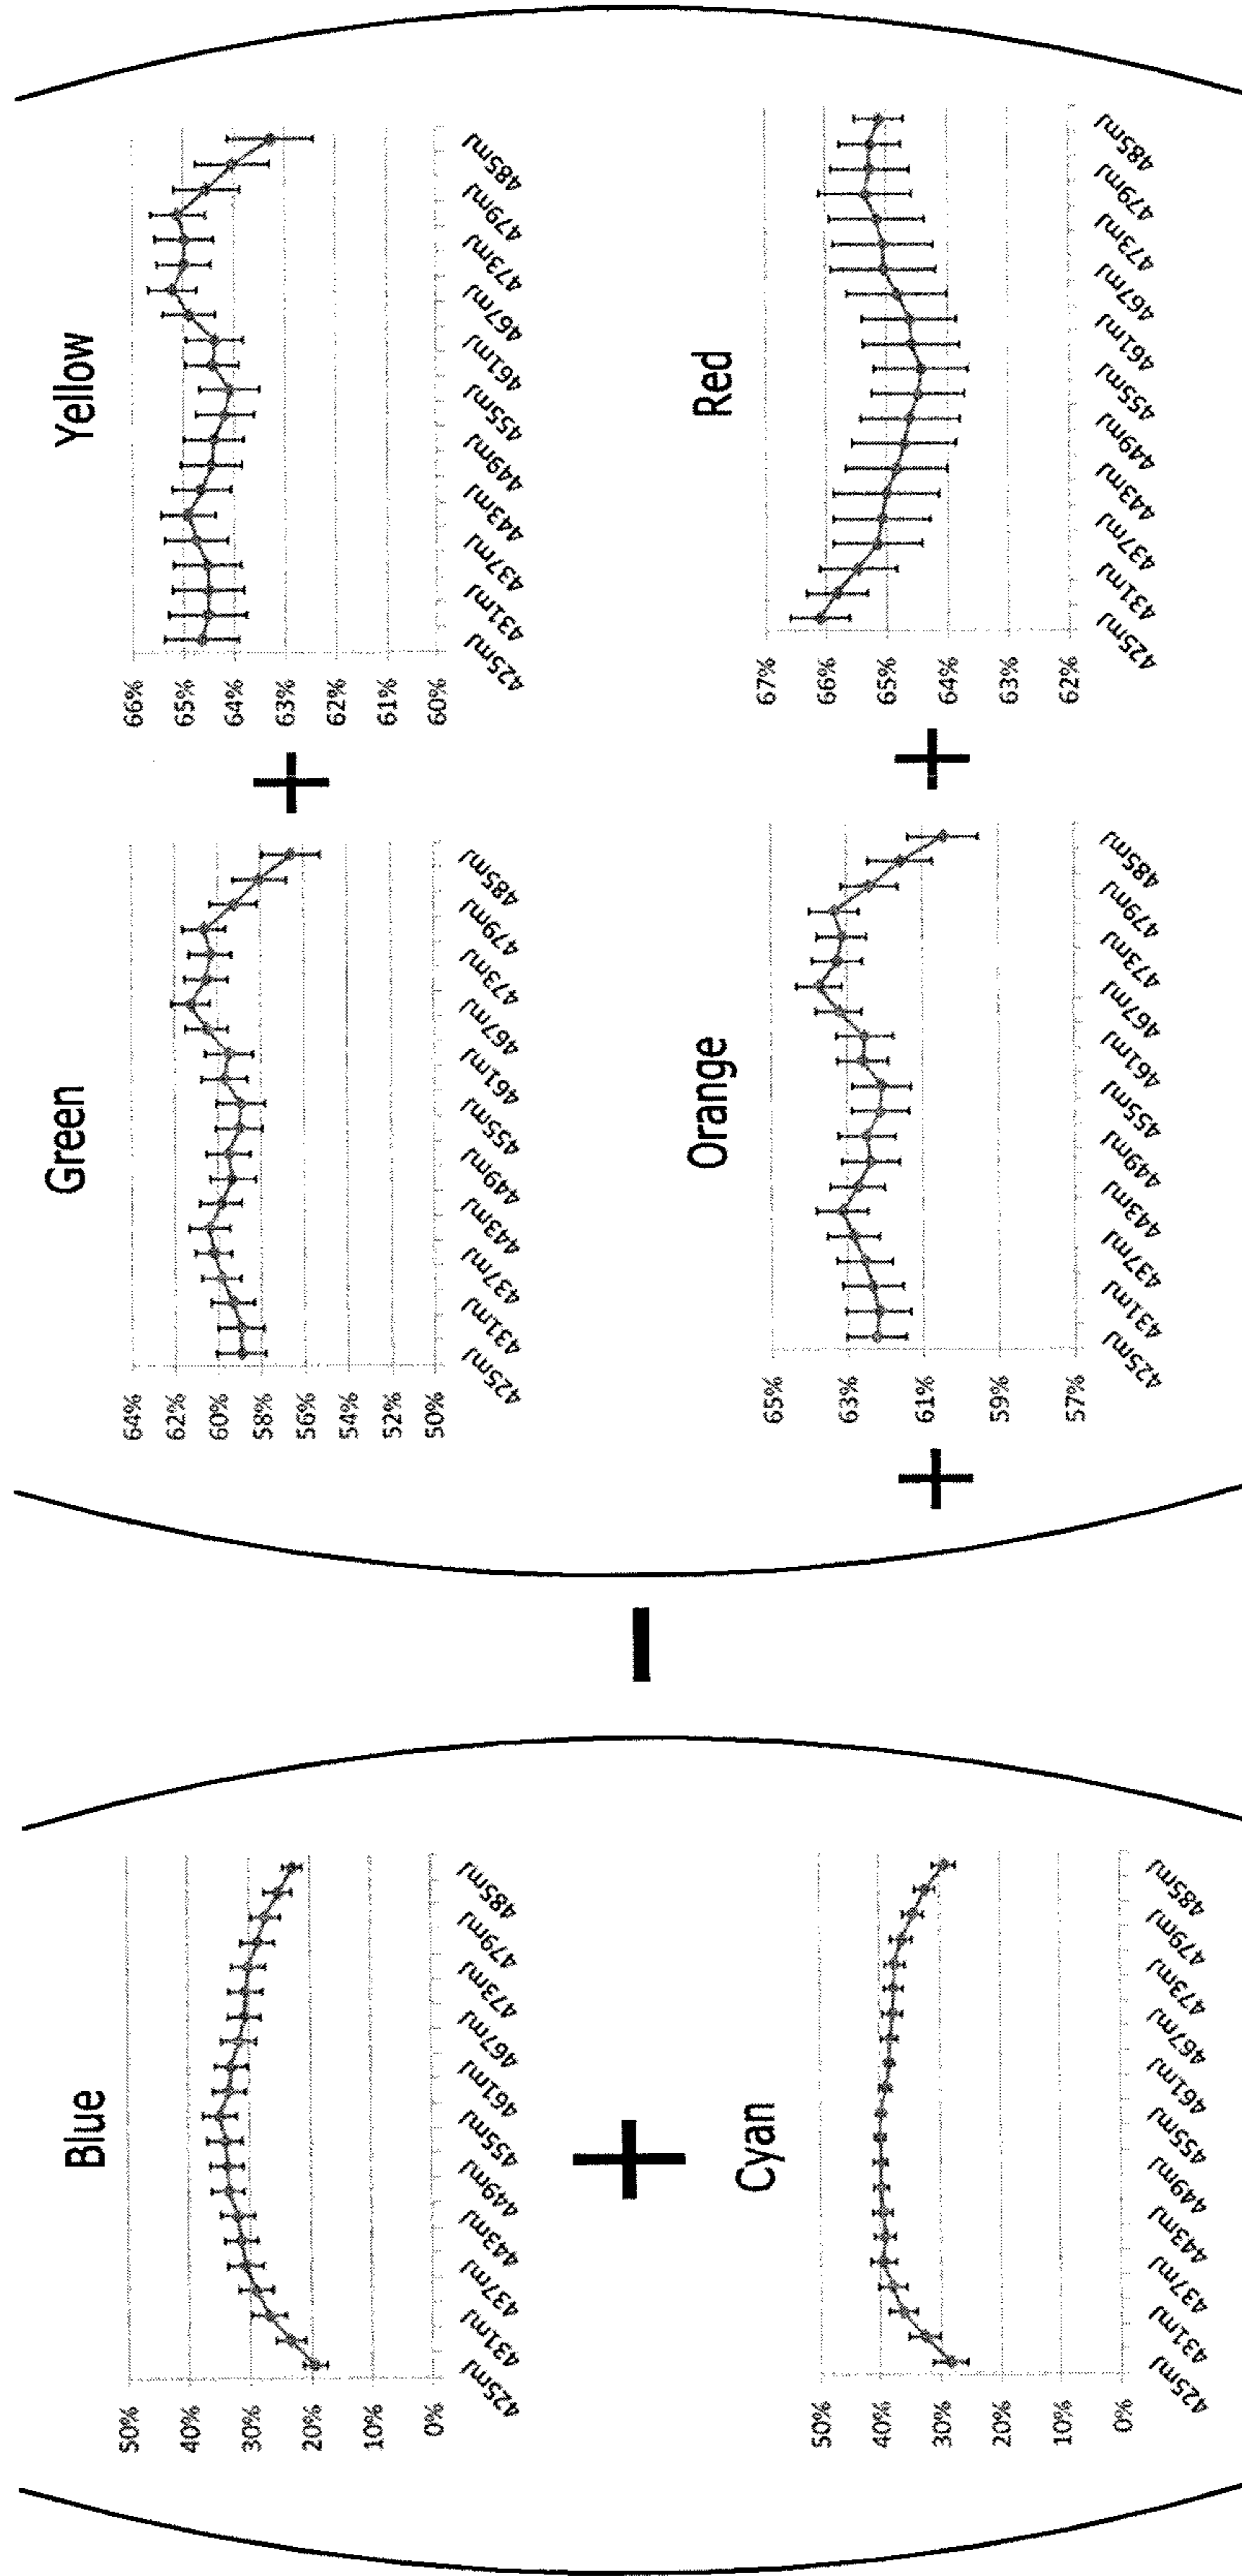 Blue
50%
40%
30%
20%
10%
0%
425mJ
431mJ
437mJ
443mJ
449mJ
455mJ
461mJ
467mJ
473mJ
479mJ
485mJ
+
Cyan
50%
40%
30%
20%
10%
0%
425mJ
431mJ
437mJ
443mJ
449mJ
455mJ
461mJ
467mJ
473mJ
479mJ
485mJ
−
Green
64%
62%
60%
58%
56%
54%
52%
50%
425mJ
431mJ
437mJ
443mJ
449mJ
455mJ
461mJ
467mJ
473mJ
479mJ
485mJ
+
Yellow
66%
65%
64%
63%
62%
61%
60%
425mJ
431mJ
437mJ
443mJ
449mJ
455mJ
461mJ
467mJ
473mJ
479mJ
485mJ
+
Orange
65%
63%
61%
59%
57%
425mJ
431mJ
437mJ
443mJ
449mJ
455mJ
461mJ
467mJ
473mJ
479mJ
485mJ
+
Red
67%
66%
65%
64%
63%
62%
425mJ
431mJ
437mJ
443mJ
449mJ
455mJ
461mJ
467mJ
473mJ
479mJ
485mJ